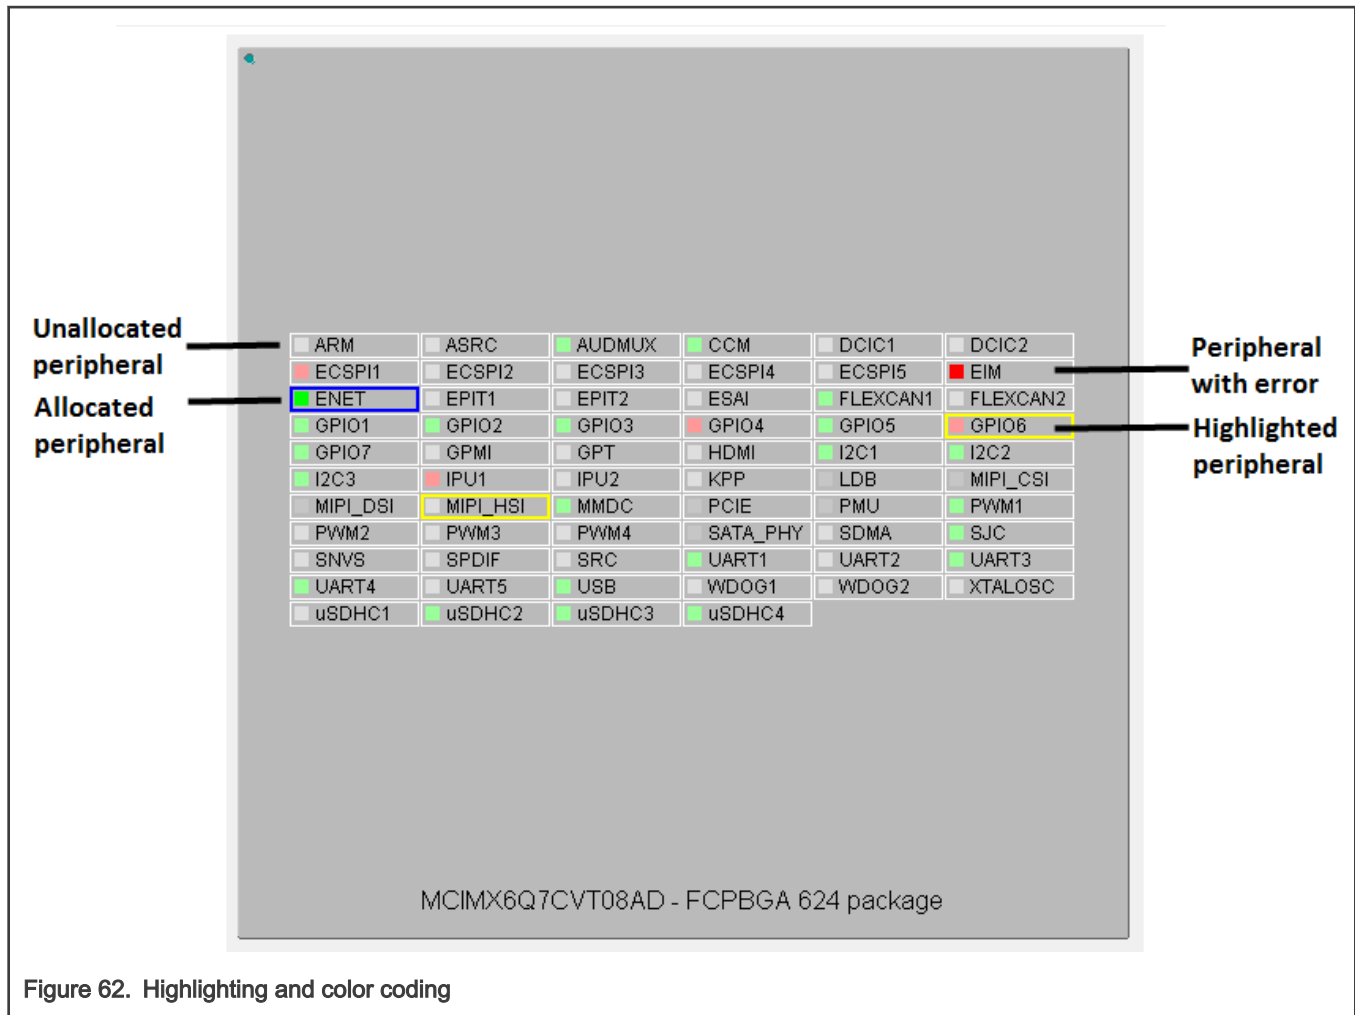 Unallocated
peripheral
Allocated
peripheral
ARM ASRC AUDMUX CCM DCIC1 DCIC2
ECSPI1 ECSPI2 ECSPI3 ECSPI4 ECSPI5 EIM
ENET EPIT1 EPIT2 ESAI FLEXCAN1 FLEXCAN2
GPIO1 GPIO2 GPIO3 GPIO4 GPIO5 GPIO6
GPIO7 GPMI GPT HDMI I2C1 I2C2
I2C3 IPU1 IPU2 KPP LDB MIPI_CSI
MIPI_DSI MIPI_HSI MMDC PCIE PMU PWM1
PWM2 PWM3 PWM4 SATA_PHY SDMA SJC
SNVS SPDIF SRC UART1 UART2 UART3
UART4 UART5 USB WDOG1 WDOG2 XTALOSC
uSDHC1 uSDHC2 uSDHC3 uSDHC4
Peripheral
with error
Highlighted
peripheral
MCIMX6Q7CVT08AD - FCPBGA 624 package
Figure 62. Highlighting and color coding